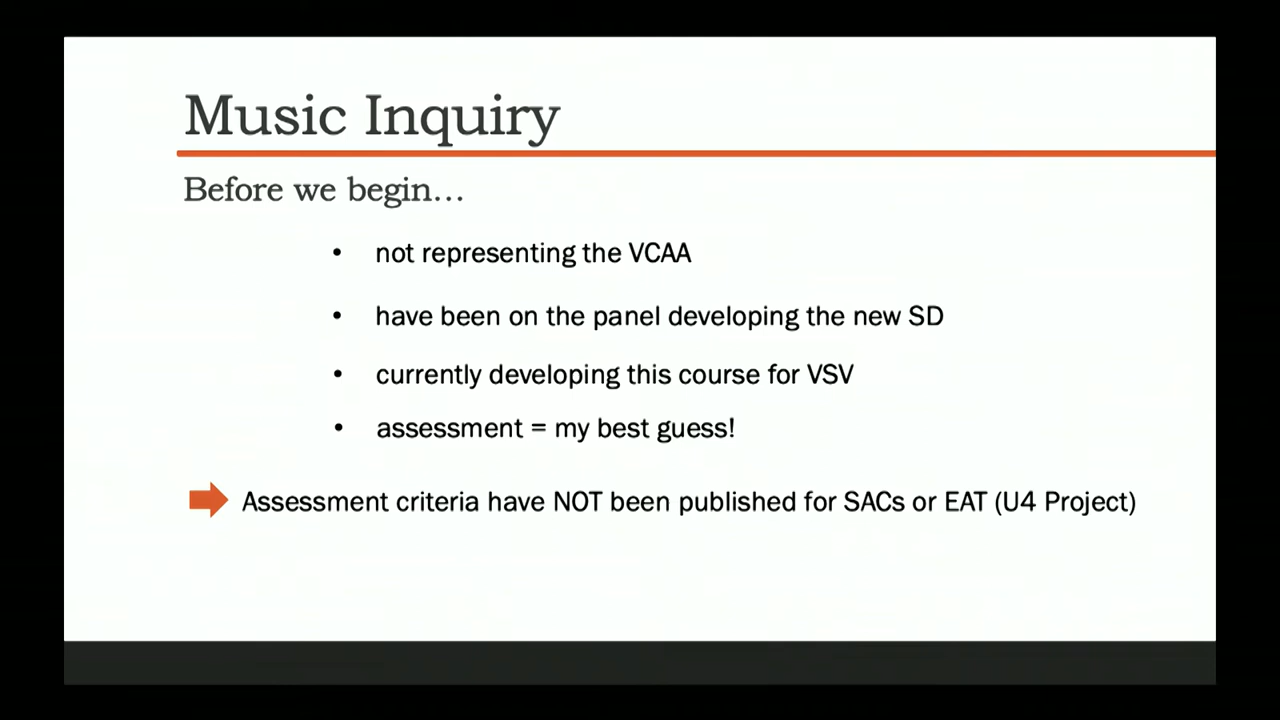 Music Inquiry
Before we begin...
• not representing the VCAA
• have been on the panel developing the new SD
• currently developing this course for VSV
• assessment = my best guess!
Assessment criteria have NOT been published for SACs or EAT (U4 Project)